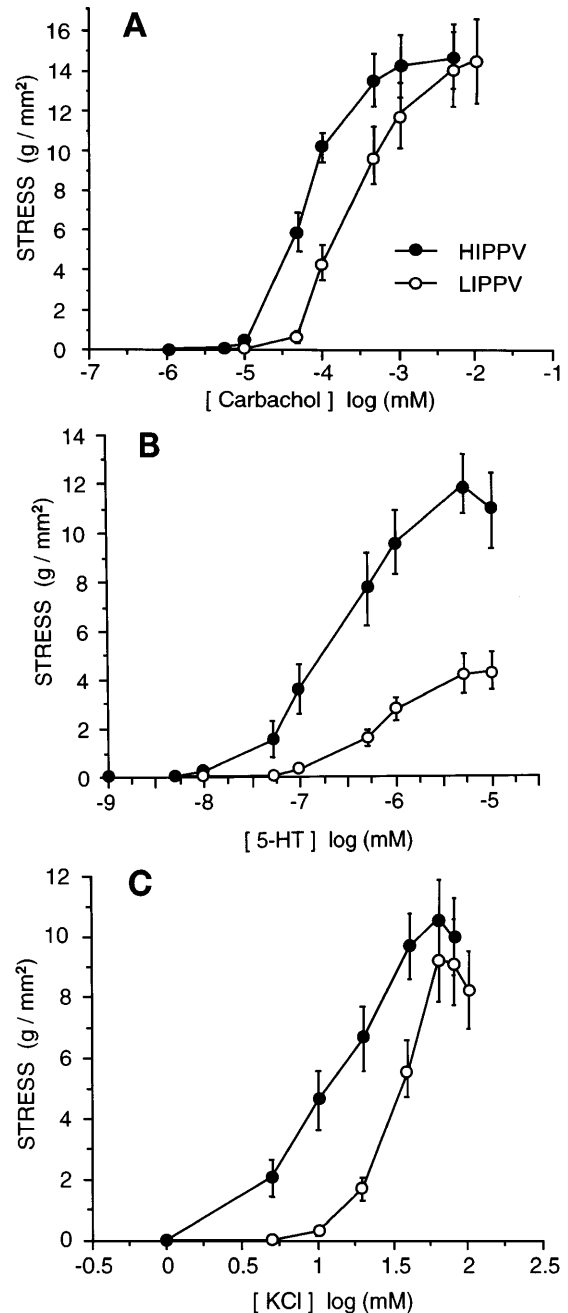 A
STRESS (g / mm²)
16
14
12
10
8
6
4
2
0
HIPPV
LIPPV
-7 -6 -5 -4 -3 -2 -1
[ Carbachol ] log (mM)
B
STRESS (g / mm²)
14
12
10
8
6
4
2
0
-9 -8 -7 -6 -5
[ 5-HT ] log (mM)
C
STRESS (g / mm²)
12
10
8
6
4
2
0
-0.5 0 0.5 1 1.5 2 2.5
[ KCl ] log (mM)